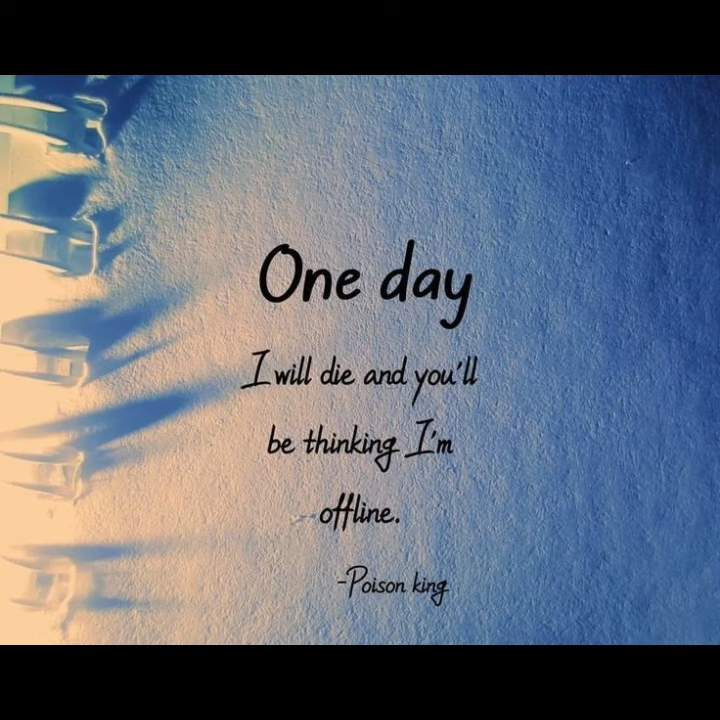 One day
I will die and you'll
be thinking I'm
offline.
-Poison king